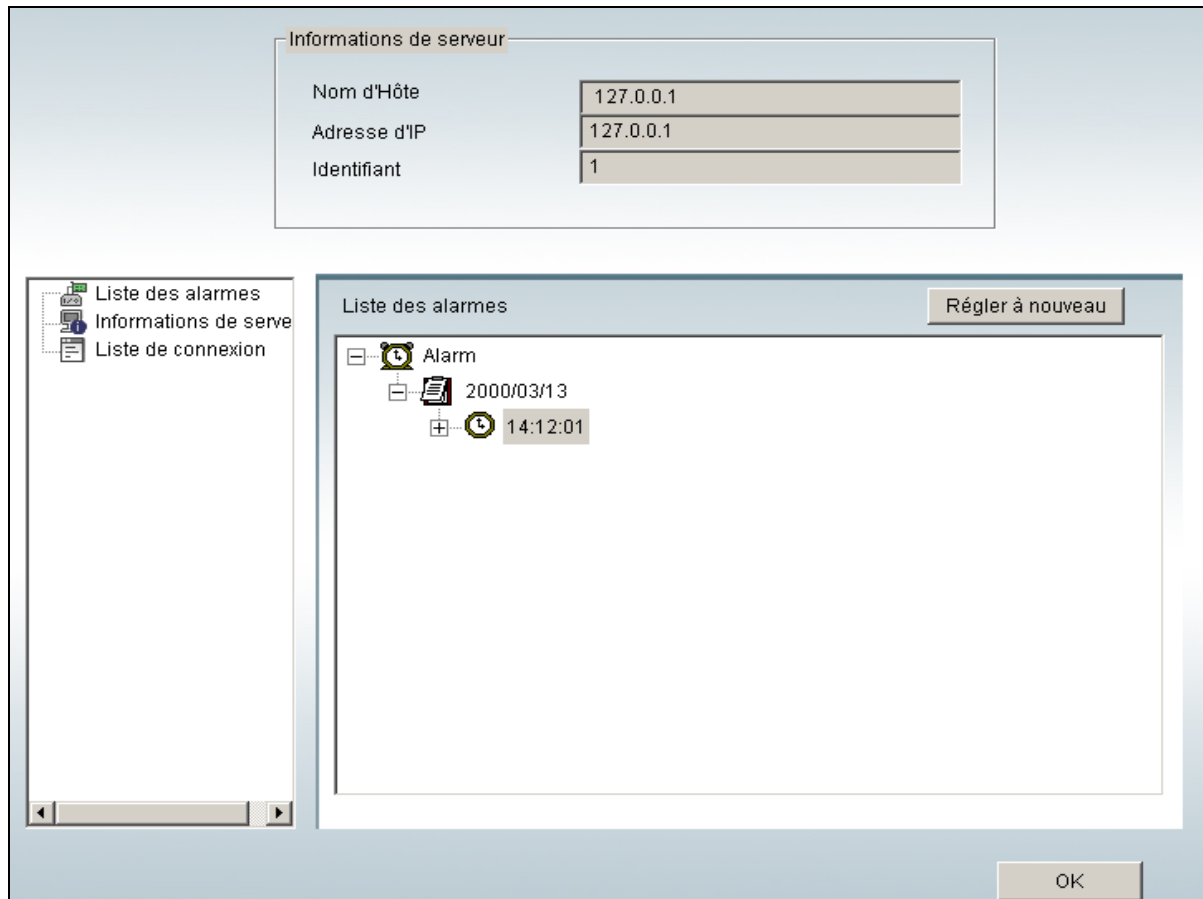 Informations de serveur
Nom d'Hôte
127.0.0.1
Adresse d'IP
127.0.0.1
Identifiant
1
Liste des alarmes
Informations de serve
Liste de connexion
Liste des alarmes
Régler à nouveau
Alarm
2000/03/13
14:12:01
OK